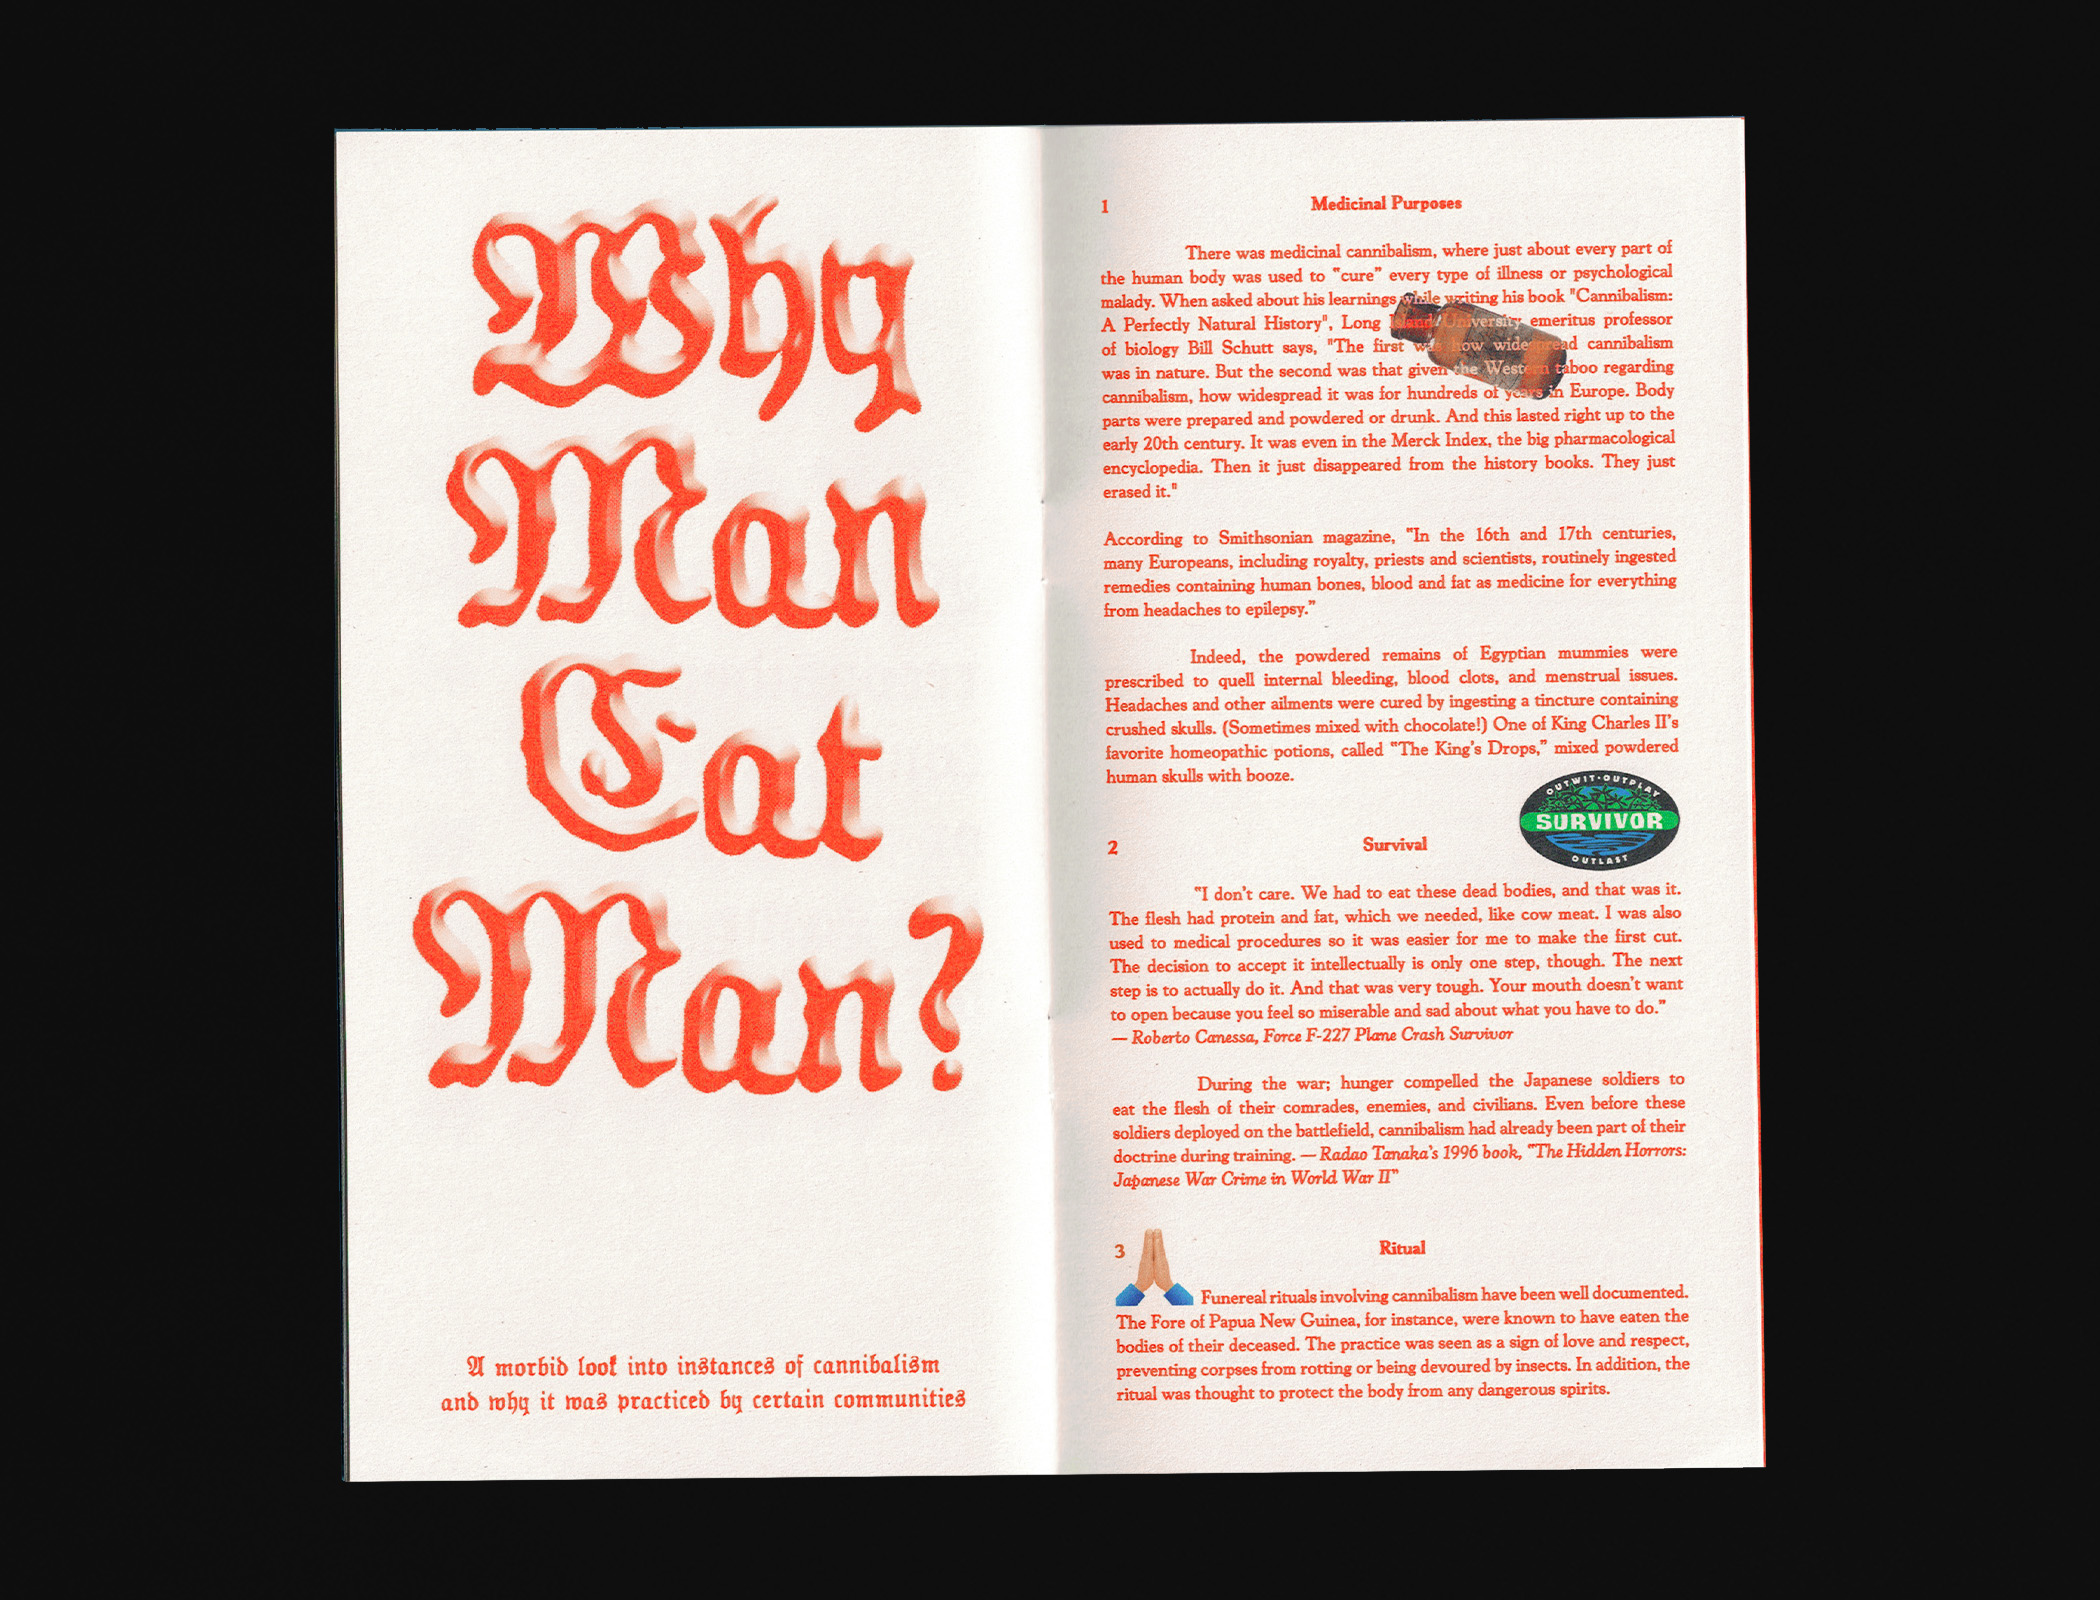 Why
Man
Eat
Man?
A morbid look into instances of cannibalism
and why it was practiced by certain communities
1
Medicinal Purposes
There was medicinal cannibalism, where just about every part of
the human body was used to "cure" every type of illness or psychological
malady. When asked about his learnings while writing his book "Cannibalism:
A Perfectly Natural History", Long Island University emeritus professor
of biology Bill Schutt says, "The first was how widespread cannibalism
was in nature. But the second was that given the Western taboo regarding
cannibalism, how widespread it was for hundreds of years in Europe. Body
parts were prepared and powdered or drunk. And this lasted right up to the
early 20th century. It was even in the Merck Index, the big pharmacological
encyclopedia. Then it just disappeared from the history books. They just
erased it."
According to Smithsonian magazine, "In the 16th and 17th centuries,
many Europeans, including royalty, priests and scientists, routinely ingested
remedies containing human bones, blood and fat as medicine for everything
from headaches to epilepsy."
Indeed, the powdered remains of Egyptian mummies were
prescribed to quell internal bleeding, blood clots, and menstrual issues.
Headaches and other ailments were cured by ingesting a tincture containing
crushed skulls. (Sometimes mixed with chocolate!) One of King Charles II's
favorite homeopathic potions, called "The King's Drops," mixed powdered
human skulls with booze.
OUTWIT·OUTPLAY
SURVIVOR
OUTLAST
2
Survival
"I don't care. We had to eat these dead bodies, and that was it.
The flesh had protein and fat, which we needed, like cow meat. I was also
used to medical procedures so it was easier for me to make the first cut.
The decision to accept it intellectually is only one step, though. The next
step is to actually do it. And that was very tough. Your mouth doesn't want
to open because you feel so miserable and sad about what you have to do."
— Roberto Canessa, Force F-227 Plane Crash Survivor
During the war; hunger compelled the Japanese soldiers to
eat the flesh of their comrades, enemies, and civilians. Even before these
soldiers deployed on the battlefield, cannibalism had already been part of their
doctrine during training. — Radao Tanaka's 1996 book, "The Hidden Horrors:
Japanese War Crime in World War II"
3
Ritual
Funereal rituals involving cannibalism have been well documented.
The Fore of Papua New Guinea, for instance, were known to have eaten the
bodies of their deceased. The practice was seen as a sign of love and respect,
preventing corpses from rotting or being devoured by insects. In addition, the
ritual was thought to protect the body from any dangerous spirits.